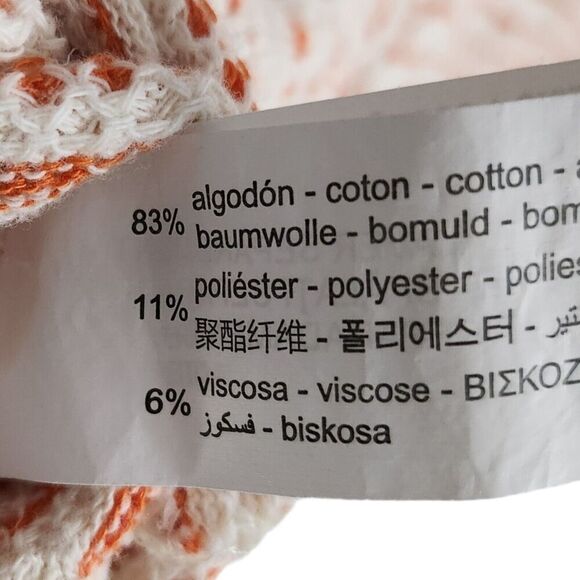 83% algodón - coton - cotton -
baumwolle - bomuld -
11% poliéster - polyester -
聚酯纤维 - 폴리에스터 -
6% viscosa - viscose -
فسكوز - biskosa